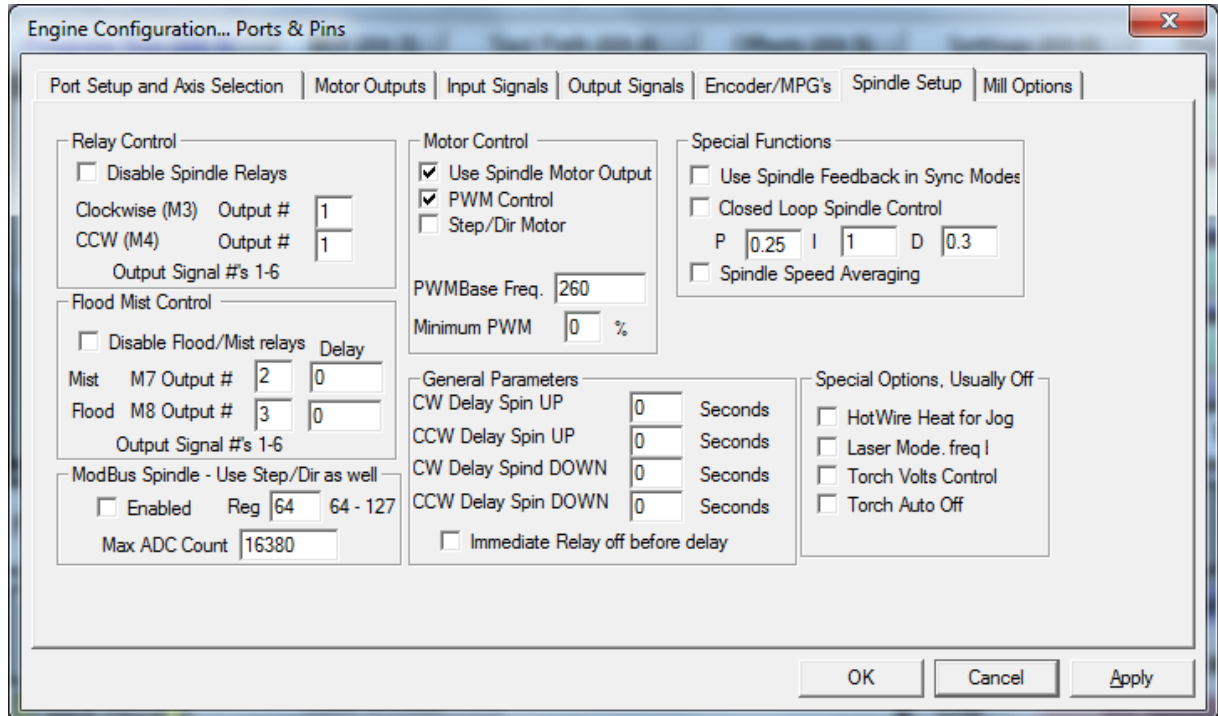 Engine Configuration... Ports & Pins
Port Setup and Axis Selection Motor Outputs Input Signals Output Signals Encoder/MPG's Spindle Setup Mill Options
Relay Control
Disable Spindle Relays
Clockwise (M3) Output # 1
CCW (M4) Output # 1
Output Signal #'s 1-6
Flood Mist Control
Disable Flood/Mist relays Delay
Mist M7 Output # 2 0
Flood M8 Output # 3 0
Output Signal #'s 1-6
ModBus Spindle - Use Step/Dir as well
Enabled Reg 64 64 - 127
Max ADC Count 16380
Motor Control
Use Spindle Motor Output
PWM Control
Step/Dir Motor
PWMBase Freq. 260
Minimum PWM 0 %
General Parameters
CW Delay Spin UP 0 Seconds
CCW Delay Spin UP 0 Seconds
CW Delay Spind DOWN 0 Seconds
CCW Delay Spin DOWN 0 Seconds
Immediate Relay off before delay
Special Functions
Use Spindle Feedback in Sync Modes
Closed Loop Spindle Control
P 0.25 I 1 D 0.3
Spindle Speed Averaging
Special Options, Usually Off
HotWire Heat for Jog
Laser Mode. freq I
Torch Volts Control
Torch Auto Off
OK Cancel Apply